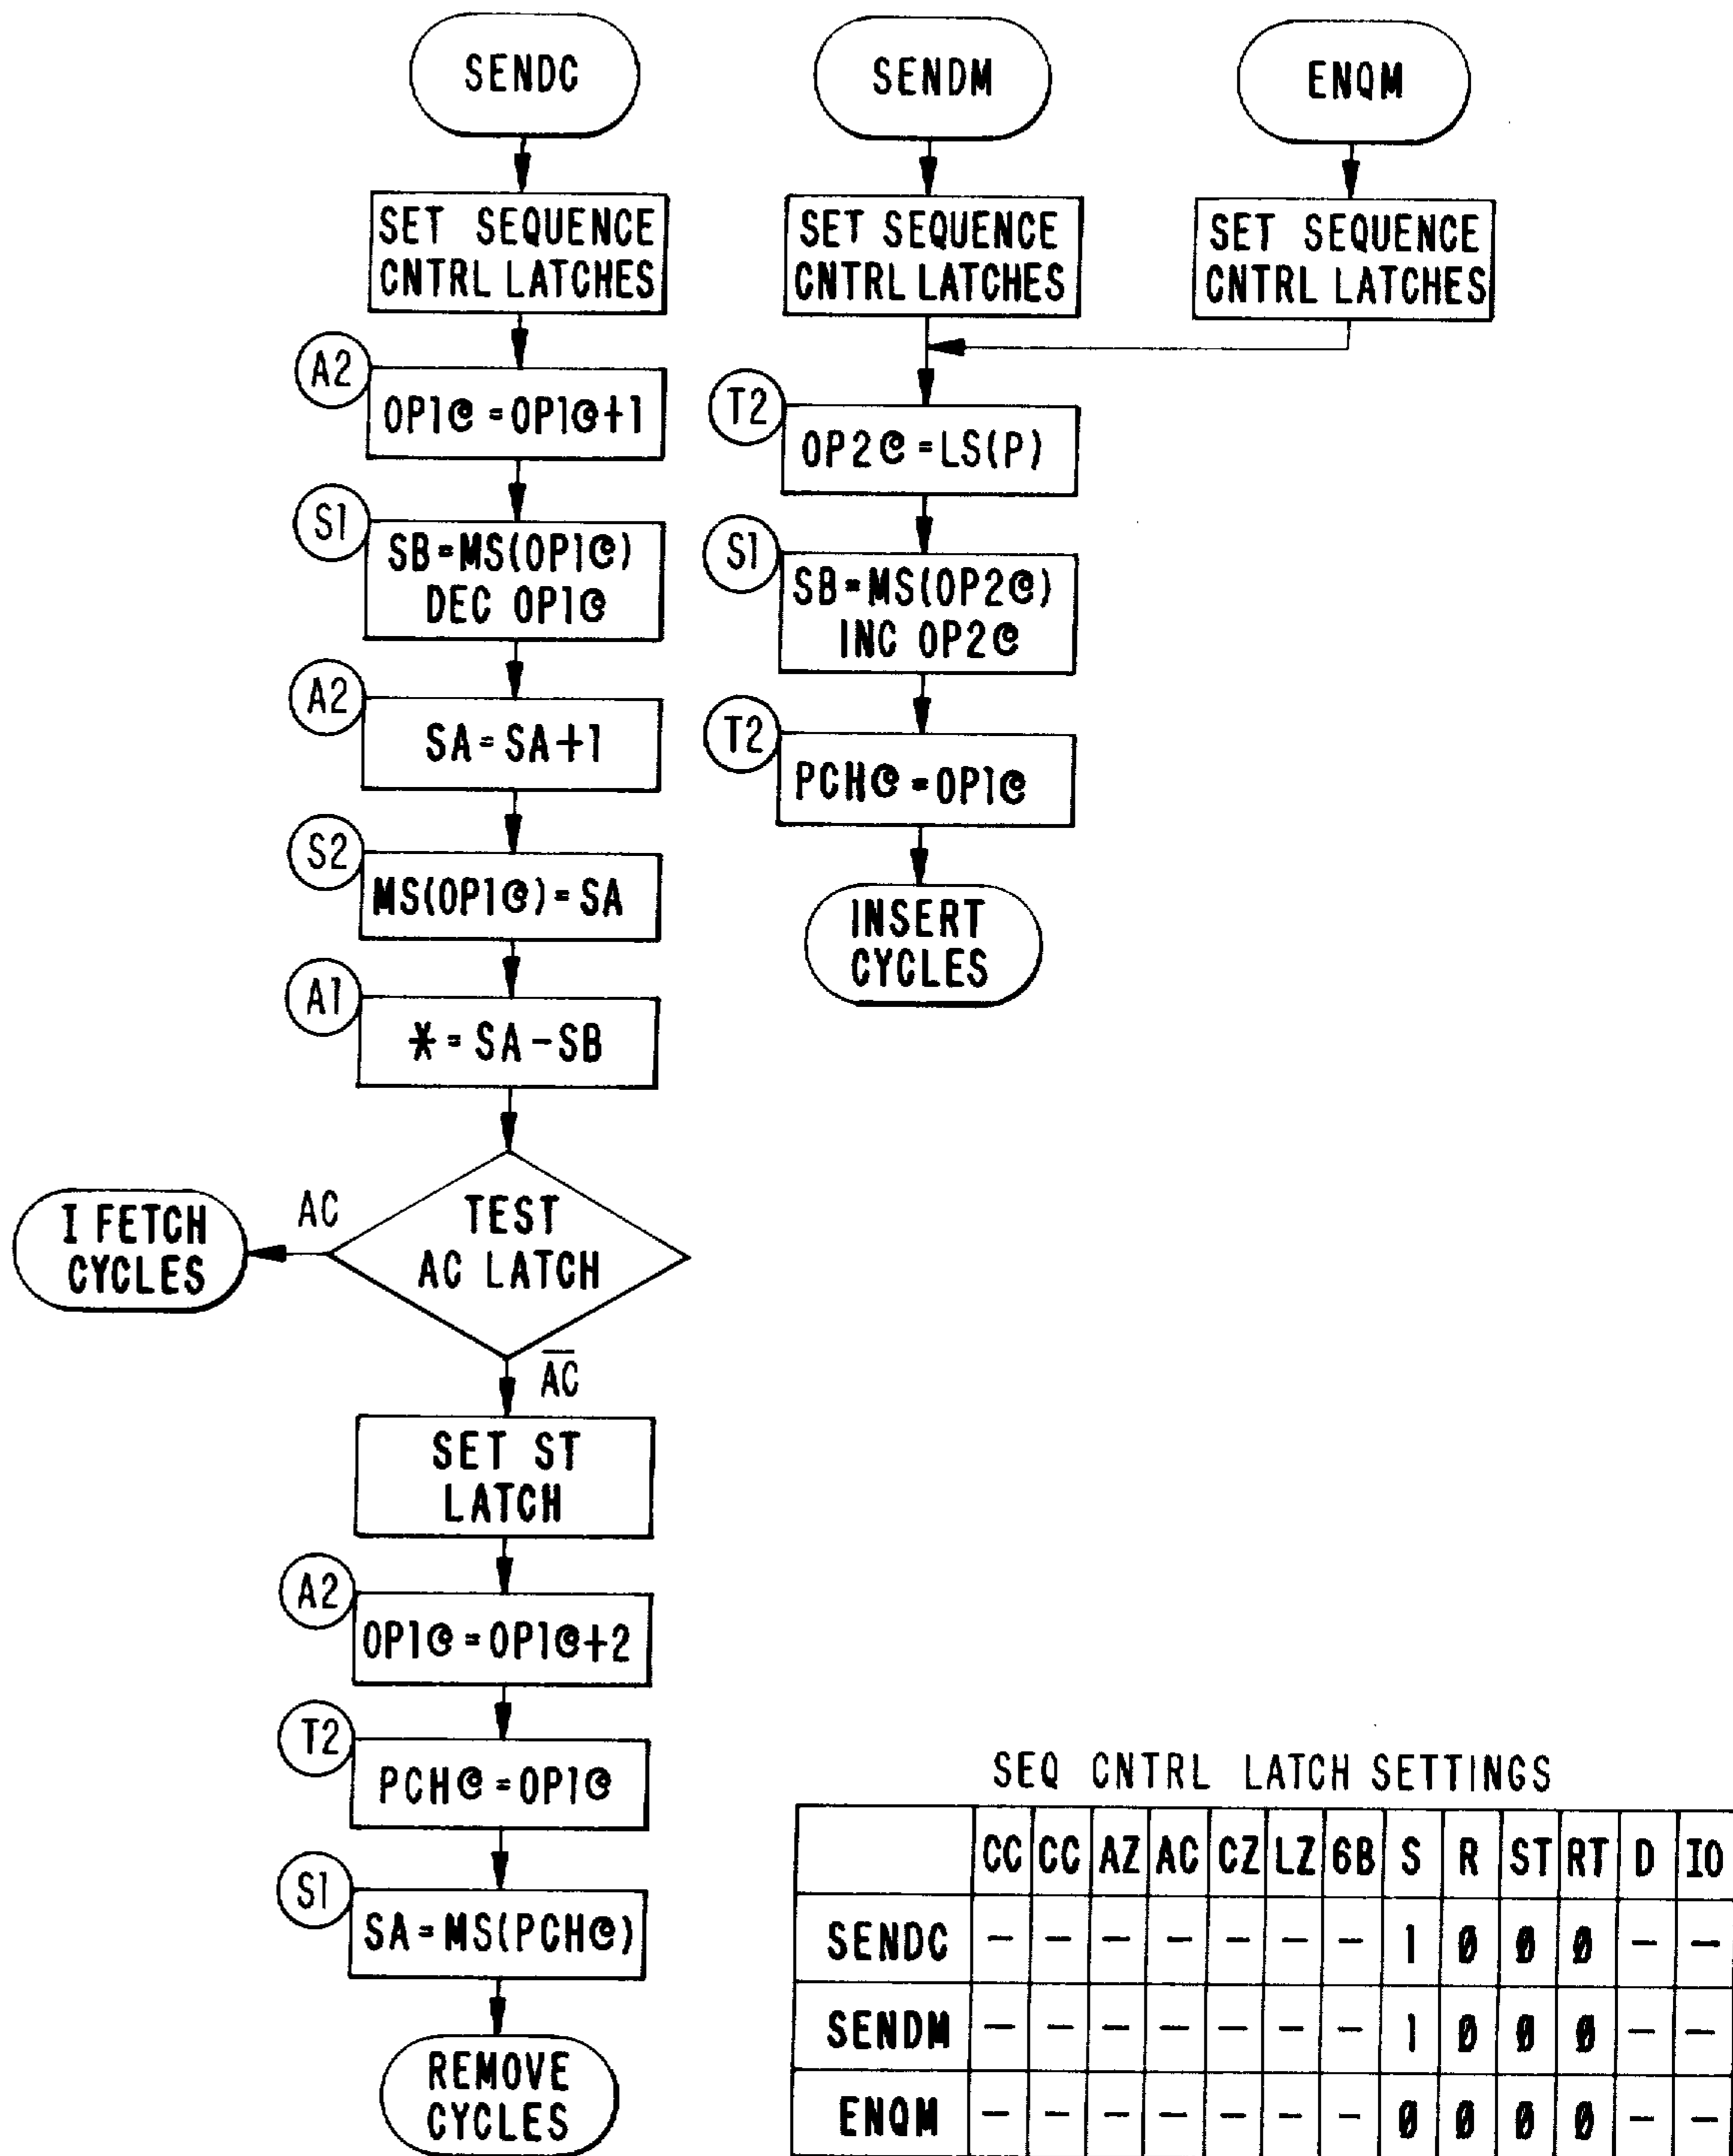 SENDC
SET SEQUENCE
CNTRL LATCHES
A2
OP1@=OP1@+1
S1
SB=MS(OP1@)
DEC OP1@
A2
SA=SA+1
S2
MS(OP1@)=SA
A1
*=SA-SB
TEST
AC LATCH
AC
I FETCH
CYCLES
A̅C̅
SET ST
LATCH
A2
OP1@=OP1@+2
T2
PCH@=OP1@
S1
SA=MS(PCH@)
REMOVE
CYCLES
SENDM
SET SEQUENCE
CNTRL LATCHES
T2
OP2@=LS(P)
S1
SB=MS(OP2@)
INC OP2@
T2
PCH@=OP1@
INSERT
CYCLES
ENQM
SET SEQUENCE
CNTRL LATCHES
SEQ CNTRL LATCH SETTINGS
CC CC AZ AC CZ LZ 6B S R ST RT D IO
SENDC - - - - - - - 1 Ø Ø Ø - -
SENDM - - - - - - - 1 Ø Ø Ø - -
ENQM - - - - - - - Ø Ø Ø Ø - -